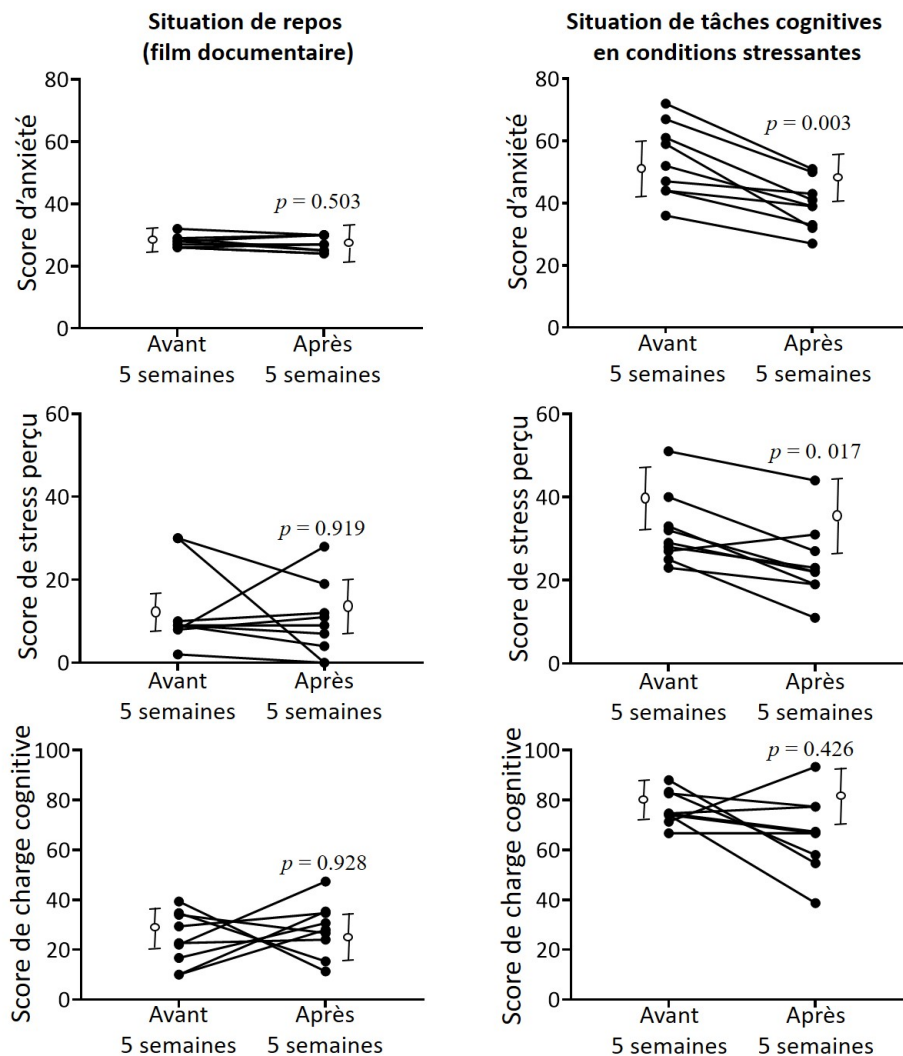 Situation de repos
(film documentaire)
Situation de tâches cognitives
en conditions stressantes
Score d'anxiété
80
60
40
20
0
p = 0.503
Avant
5 semaines
Après
5 semaines
Score d'anxiété
80
60
40
20
0
p = 0.003
Avant
5 semaines
Après
5 semaines
Score de stress perçu
60
40
20
0
p = 0.919
Avant
5 semaines
Après
5 semaines
Score de stress perçu
60
40
20
0
p = 0. 017
Avant
5 semaines
Après
5 semaines
Score de charge cognitive
100
80
60
40
20
0
p = 0.928
Avant
5 semaines
Après
5 semaines
Score de charge cognitive
100
80
60
40
20
0
p = 0.426
Avant
5 semaines
Après
5 semaines